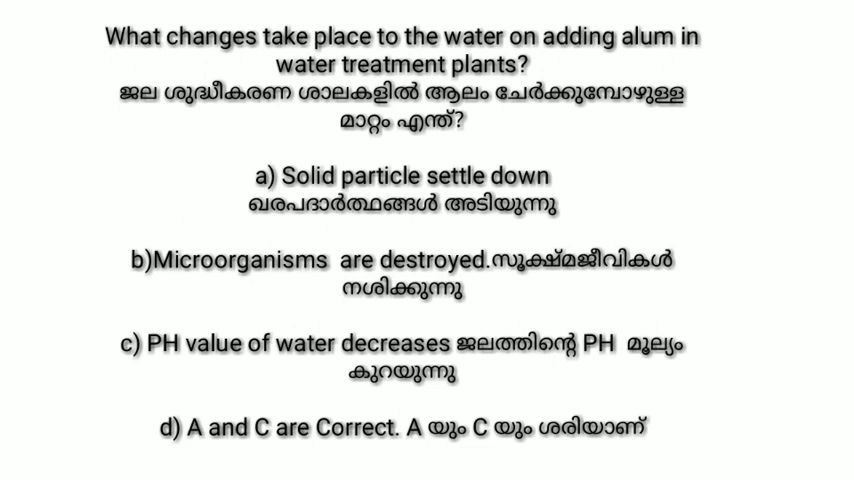 What changes take place to the water on adding alum in
water treatment plants?
ജല ശുദ്ധീകരണ ശാലകളിൽ ആലം ചേർക്കുമ്പോഴുള്ള
മാറ്റം എന്ത്?
a) Solid particle settle down
ഖരപദാർത്ഥങ്ങൾ അടിയുന്നു
b)Microorganisms are destroyed.സൂക്ഷ്മജീവികൾ
നശിക്കുന്നു
c) PH value of water decreases ജലത്തിന്റെ PH മൂല്യം
കുറയുന്നു
d) A and C are Correct. A യും C യും ശരിയാണ്